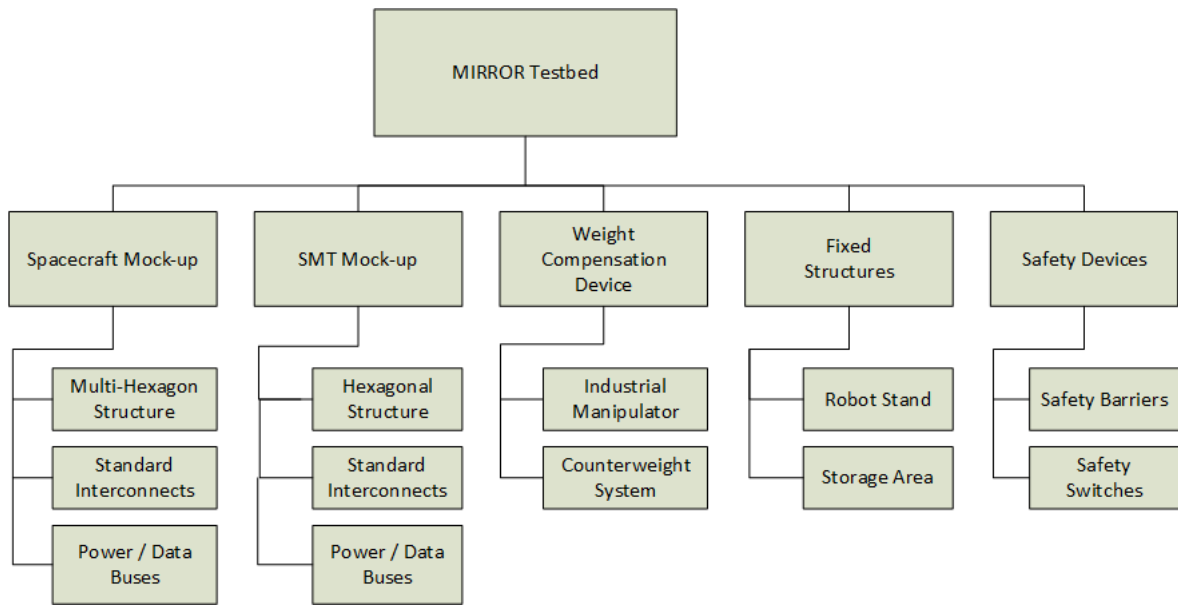 MIRROR Testbed
Spacecraft Mock-up
SMT Mock-up
Weight
Compensation
Device
Fixed
Structures
Safety Devices
Multi-Hexagon
Structure
Hexagonal
Structure
Industrial
Manipulator
Robot Stand
Safety Barriers
Standard
Interconnects
Standard
Interconnects
Counterweight
System
Storage Area
Safety
Switches
Power / Data
Buses
Power / Data
Buses